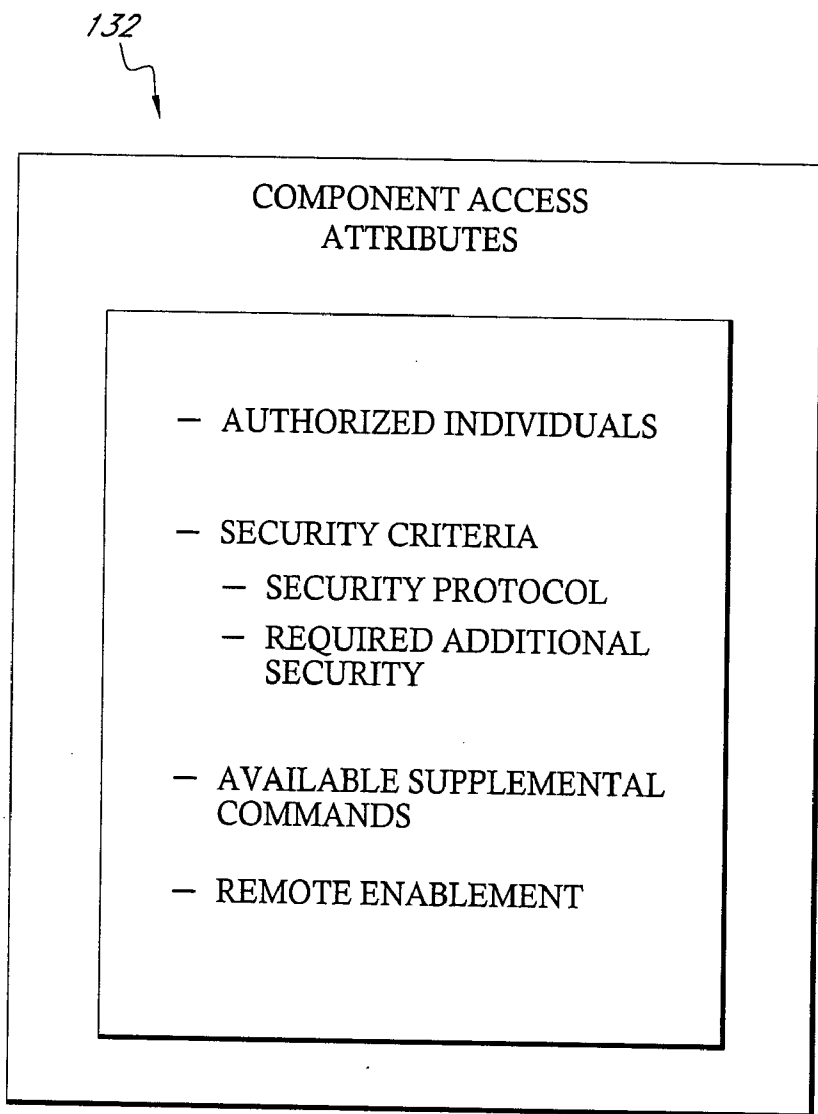 132
COMPONENT ACCESS
ATTRIBUTES
– AUTHORIZED INDIVIDUALS
– SECURITY CRITERIA
– SECURITY PROTOCOL
– REQUIRED ADDITIONAL
SECURITY
– AVAILABLE SUPPLEMENTAL
COMMANDS
– REMOTE ENABLEMENT